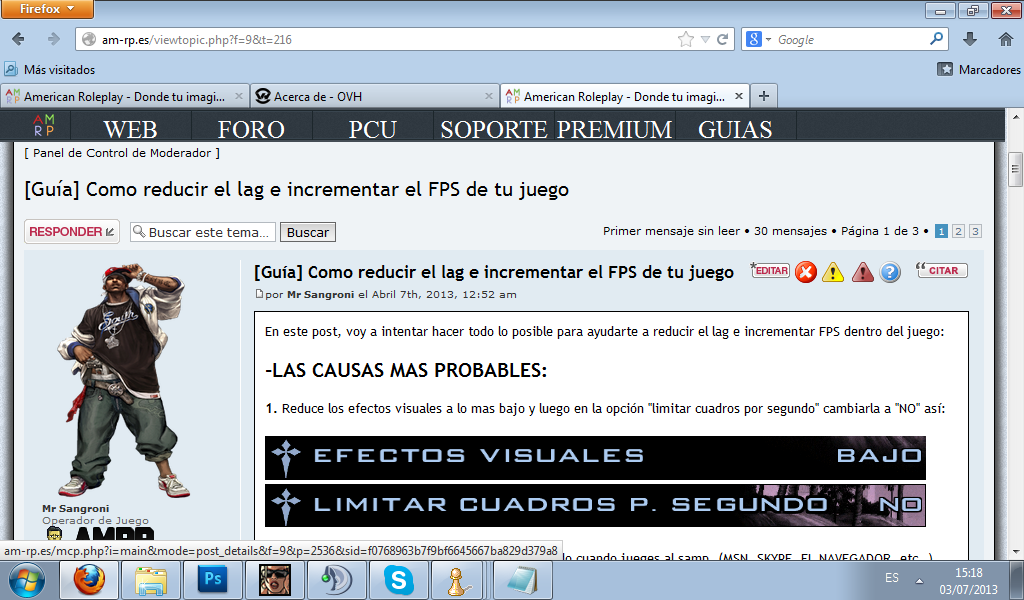 Firefox
am-rp.es/viewtopic.php?f=9&t=216
Google
Más visitados
Marcadores
American Roleplay - Donde tu imagi...
Acerca de - OVH
American Roleplay - Donde tu imagi...
AM
RP
WEB
FORO
PCU
SOPORTE
PREMIUM
GUIAS
[ Panel de Control de Moderador ]
[Guía] Como reducir el lag e incrementar el FPS de tu juego
RESPONDER
Buscar este tema...
Buscar
Primer mensaje sin leer • 30 mensajes • Página 1 de 3 • 1 2 3
[Guía] Como reducir el lag e incrementar el FPS de tu juego
EDITAR
CITAR
por Mr Sangroni el Abril 7th, 2013, 12:52 am
En este post, voy a intentar hacer todo lo posible para ayudarte a reducir el lag e incrementar FPS dentro del juego:
-LAS CAUSAS MAS PROBABLES:
1. Reduce los efectos visuales a lo mas bajo y luego en la opción "limitar cuadros por segundo" cambiarla a "NO" así:
EFECTOS VISUALES BAJO
LIMITAR CUADROS P. SEGUNDO NO
South
Mr Sangroni
Operador de Juego
am-rp.es/mcp.php?i=main&mode=post_details&f=9&p=2536&sid=f0768963b7f9bf6645667ba829d379a8
lo cuando juegues al samp. (MSN, SKYPE, EL NAVEGADOR, etc..)
Ps
ES
15:18
03/07/2013